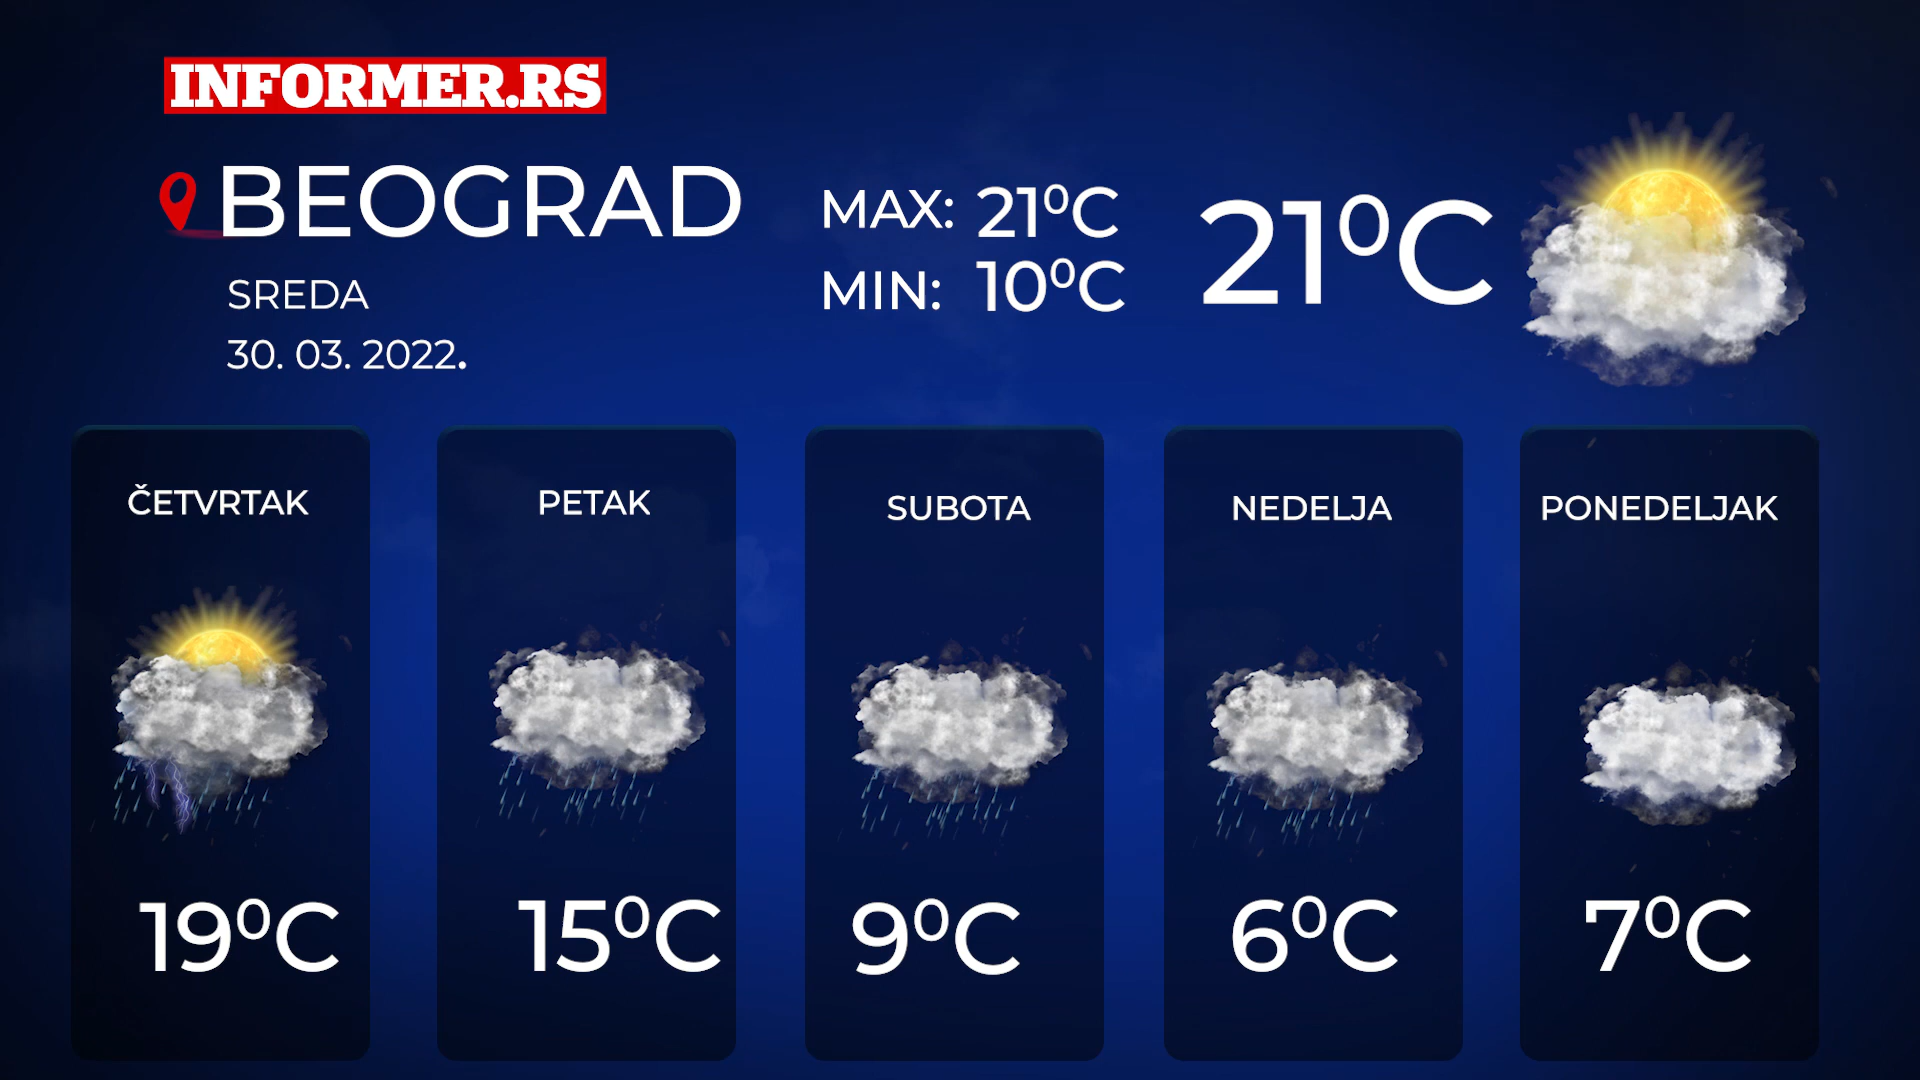 INFORMER.RS
BEOGRAD
SREDA
30. 03. 2022.
MAX: 21⁰C
MIN: 10⁰C
21⁰C
ČETVRTAK
19⁰C
PETAK
15⁰C
SUBOTA
9⁰C
NEDELJA
6⁰C
PONEDELJAK
7⁰C